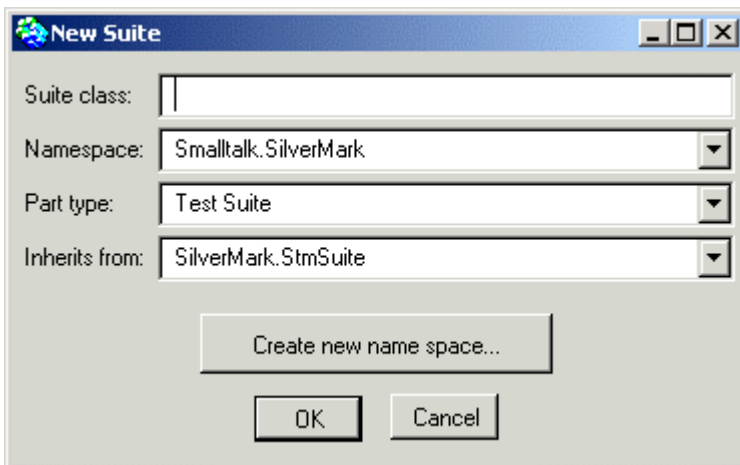 New Suite
Suite class:
Namespace: Smalltalk.SilverMark
Part type: Test Suite
Inherits from: SilverMark.StmSuite
Create new name space...
OK Cancel